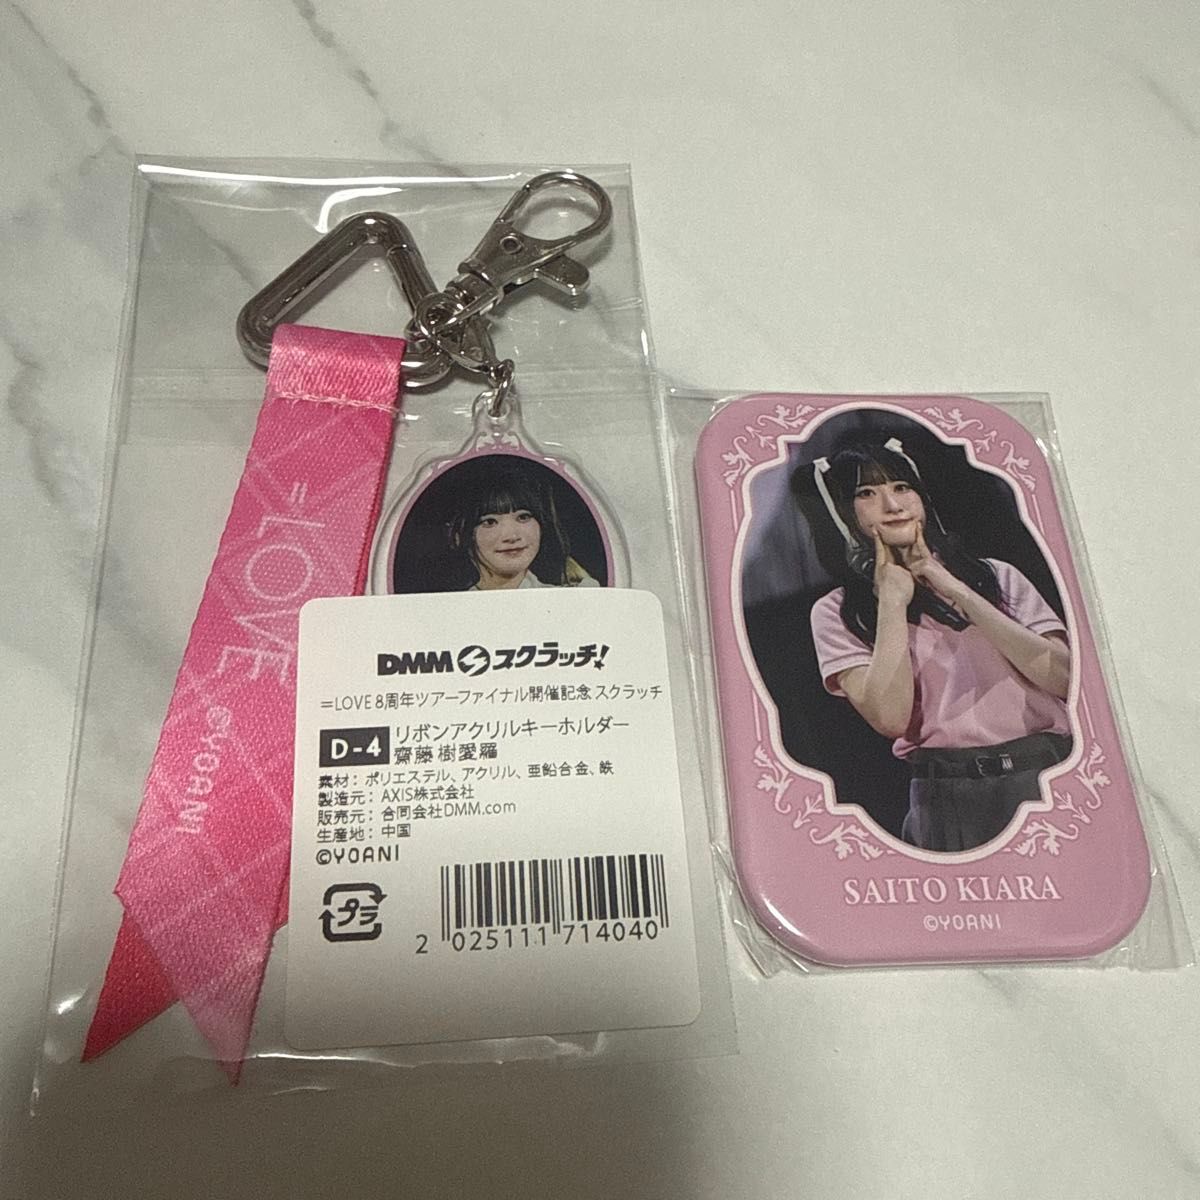 =LOVE
©YOANI
DMM スクラッチ!
=LOVE 8周年ツアーファイナル開催記念 スクラッチ
D-4
リボンアクリルキーホルダー
齋藤 樹愛羅
素材: ポリエステル、アクリル、亜鉛合金、鉄
製造元: AXIS株式会社
販売元: 合同会社DMM.com
生産地: 中国
©YOANI
プラ
2 025111 714040
SAITO KIARA
©YOANI